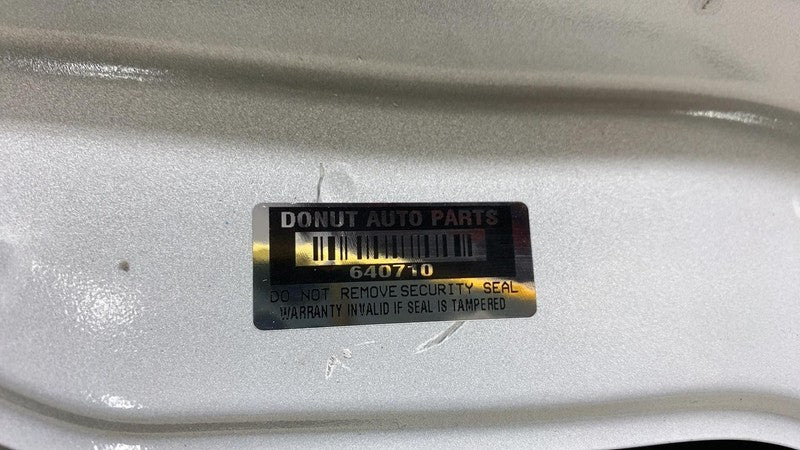 DONUT AUTO PARTS
640710
DO NOT REMOVE SECURITY SEAL
WARRANTY INVALID IF SEAL IS TAMPERED